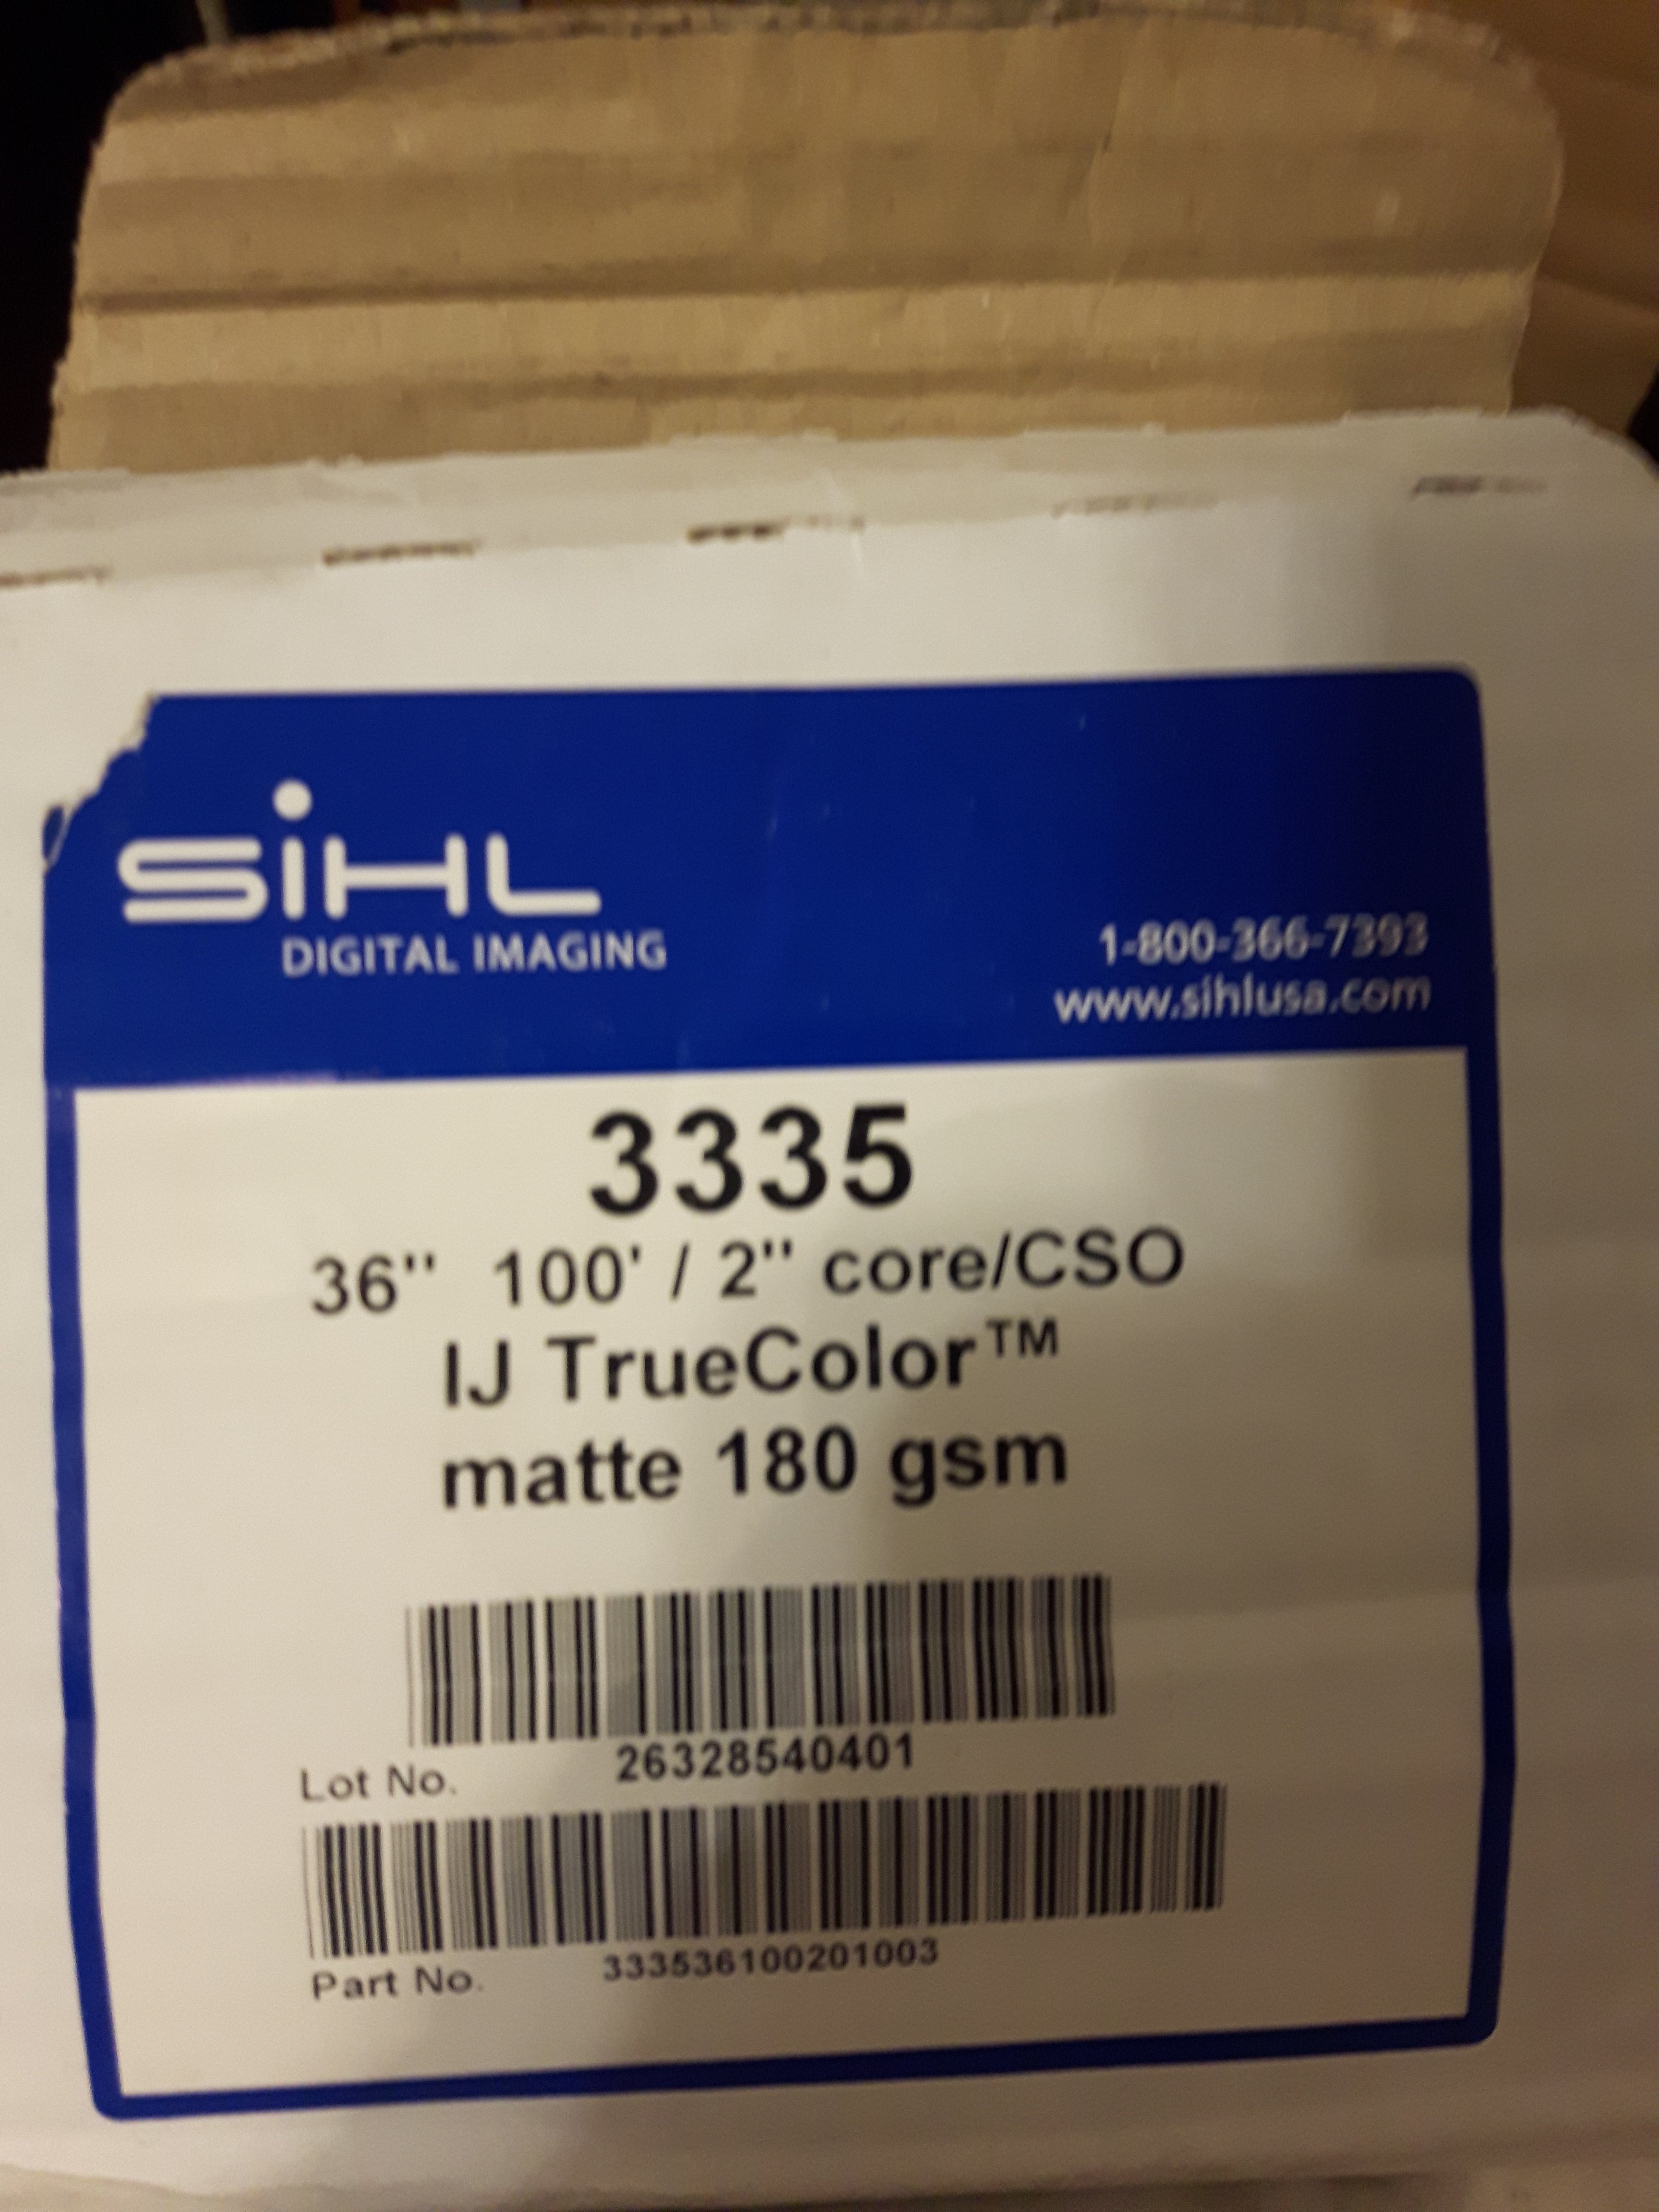 SiHL
DIGITAL IMAGING
1-800-366-7393
www.sihlusa.com
3335
36" 100' / 2" core/CSO
IJ TrueColor™
matte 180 gsm
Lot No. 26328540401
Part No. 333536100201003